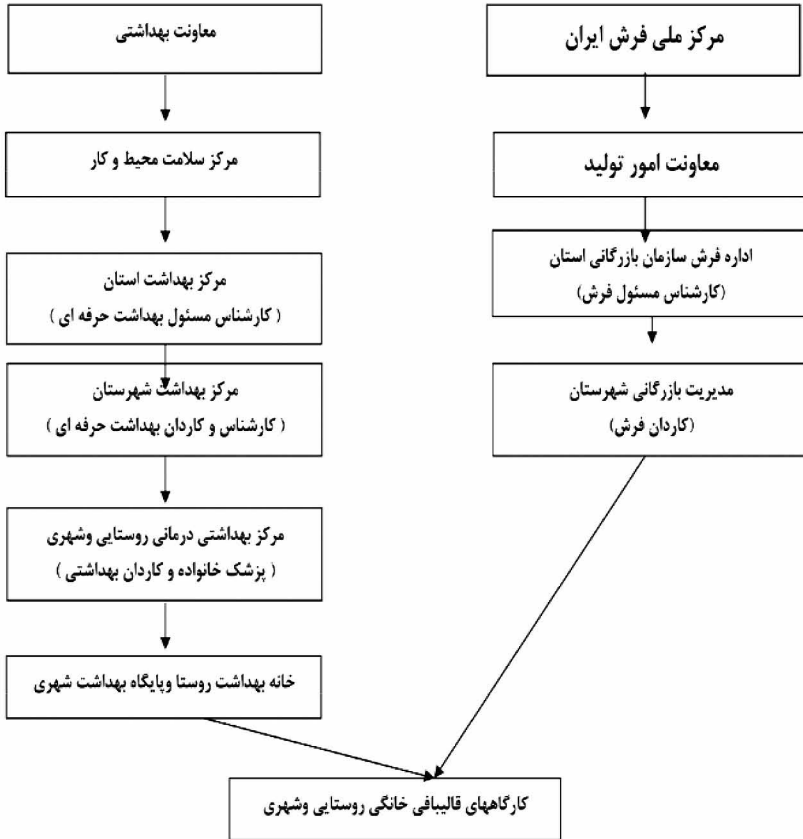 مرکز ملی فرش ایران
معاونت امور تولید
اداره فرش سازمان بازرگانی استان
(کارشناس مسئول فرش)
مدیریت بازرگانی شهرستان
(کاردان فرش)
معاونت بهداشتی
مرکز سلامت محیط و کار
مرکز بهداشت استان
( کارشناس مسئول بهداشت حرفه ای )
مرکز بهداشت شهرستان
( کارشناس و کاردان بهداشت حرفه ای )
مرکز بهداشتی درمانی روستایی وشهری
( پزشک خانواده و کاردان بهداشتی )
خانه بهداشت روستا وپایگاه بهداشت شهری
کارگاههای قالیبافی خانگی روستایی وشهری